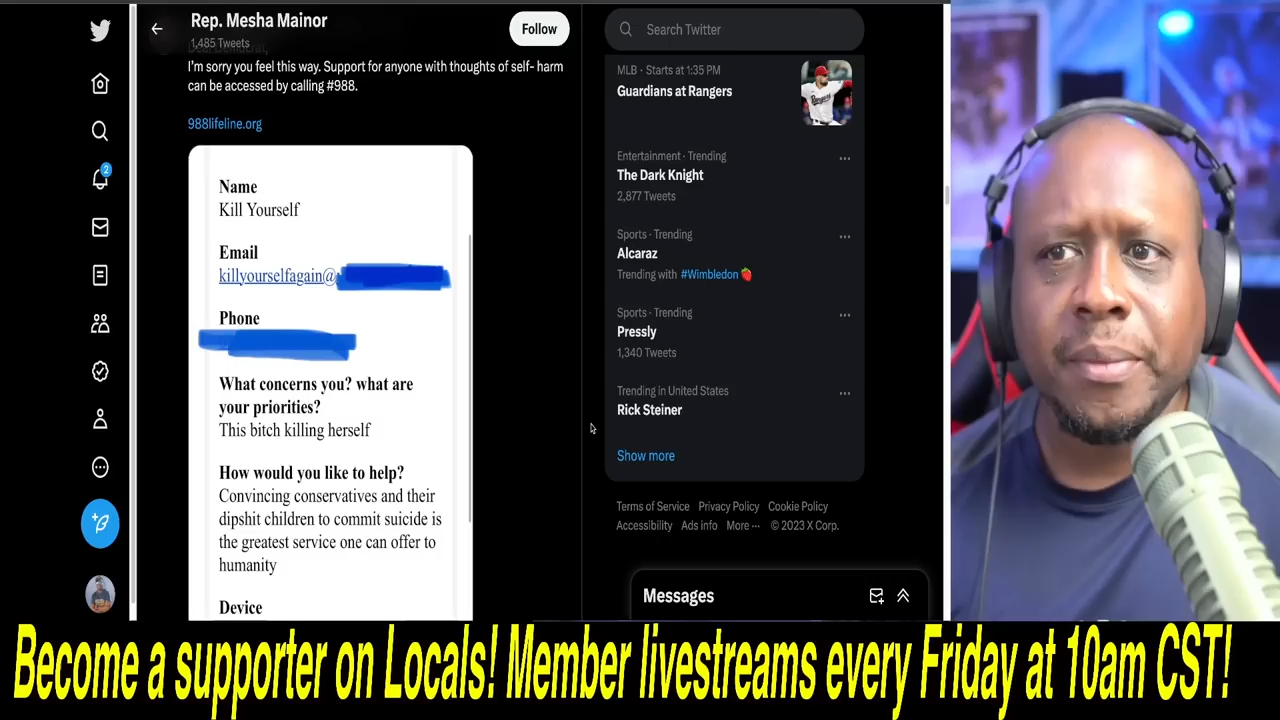 Rep. Mesha Mainor
1,485 Tweets
Follow
Dear Democrat,
I'm sorry you feel this way. Support for anyone with thoughts of self- harm
can be accessed by calling #988.
988lifeline.org
Name
Kill Yourself
Email
killyourselfagain@
Phone
What concerns you? what are
your priorities?
This bitch killing herself
How would you like to help?
Convincing conservatives and their
dipshit children to commit suicide is
the greatest service one can offer to
humanity
Device
2
Search Twitter
MLB · Starts at 1:35 PM
Guardians at Rangers
Rangers
Entertainment · Trending
The Dark Knight
2,877 Tweets
Sports · Trending
Alcaraz
Trending with #Wimbledon 🍓
Sports · Trending
Pressly
1,340 Tweets
Trending in United States
Rick Steiner
Show more
Terms of Service Privacy Policy Cookie Policy
Accessibility Ads info More ··· © 2023 X Corp.
Messages
Become a supporter on Locals! Member livestreams every Friday at 10am CST!